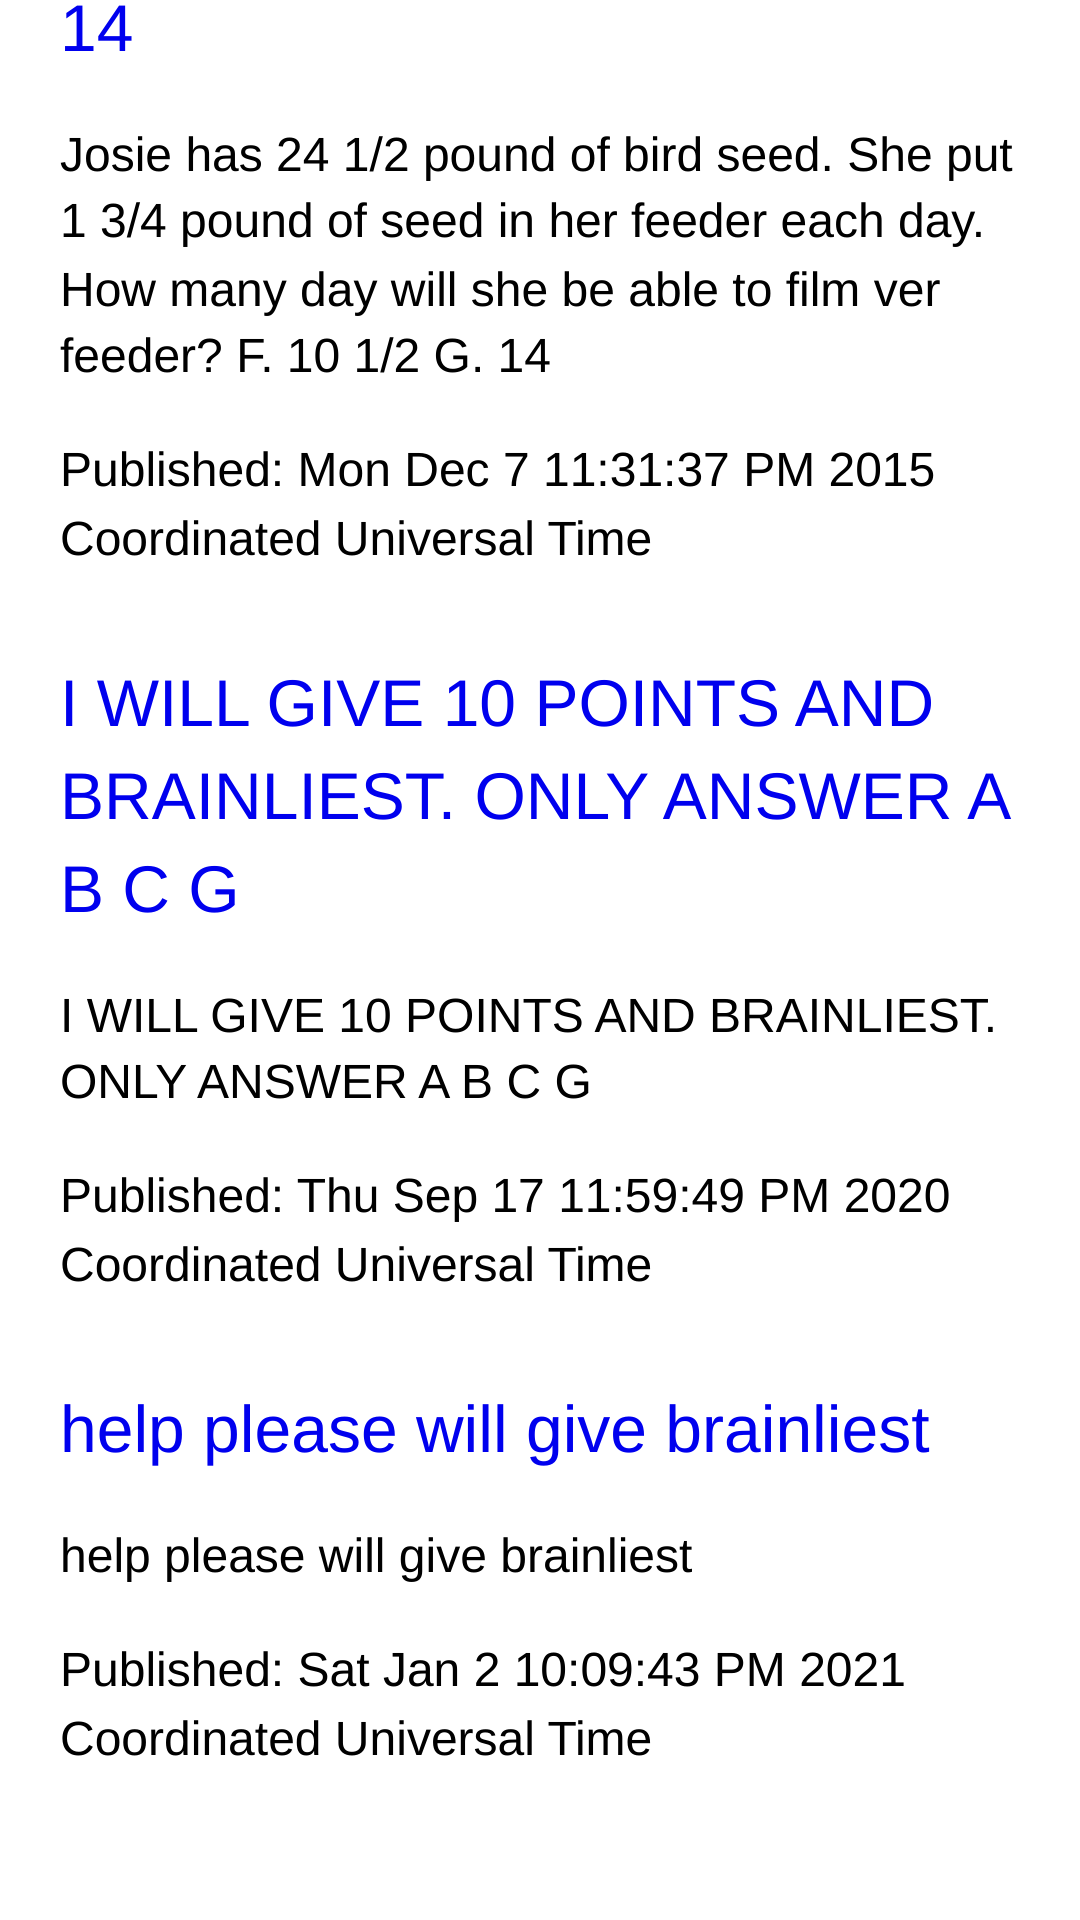 14
Josie has 24 1/2 pound of bird seed. She put
1 3/4 pound of seed in her feeder each day.
How many day will she be able to film ver
feeder? F. 10 1/2 G. 14
Published: Mon Dec 7 11:31:37 PM 2015
Coordinated Universal Time
I WILL GIVE 10 POINTS AND
BRAINLIEST. ONLY ANSWER A
B C G
I WILL GIVE 10 POINTS AND BRAINLIEST.
ONLY ANSWER A B C G
Published: Thu Sep 17 11:59:49 PM 2020
Coordinated Universal Time
help please will give brainliest
help please will give brainliest
Published: Sat Jan 2 10:09:43 PM 2021
Coordinated Universal Time